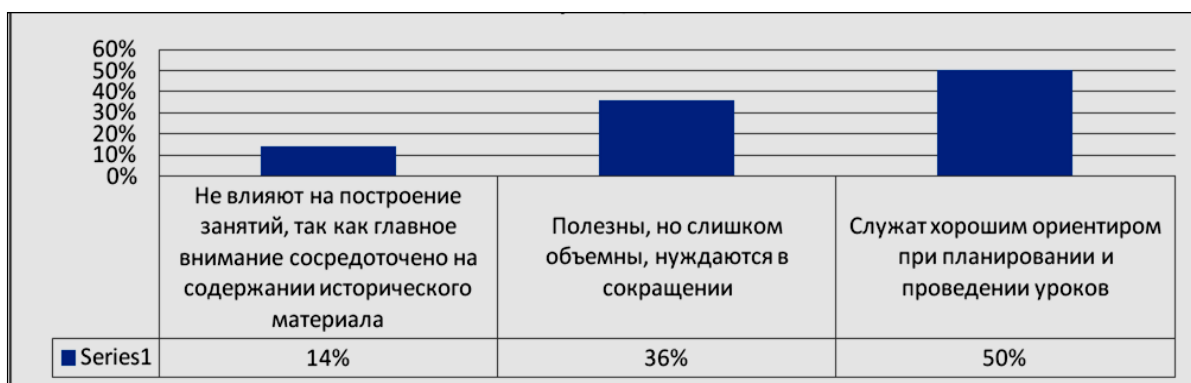 60%
50%
40%
30%
20%
10%
0%
Не влияют на построение
занятий, так как главное
внимание сосредоточено на
содержании исторического
материала
Полезны, но слишком
объемны, нуждаются в
сокращении
Служат хорошим ориентиром
при планировании и
проведении уроков
Series1 14% 36% 50%